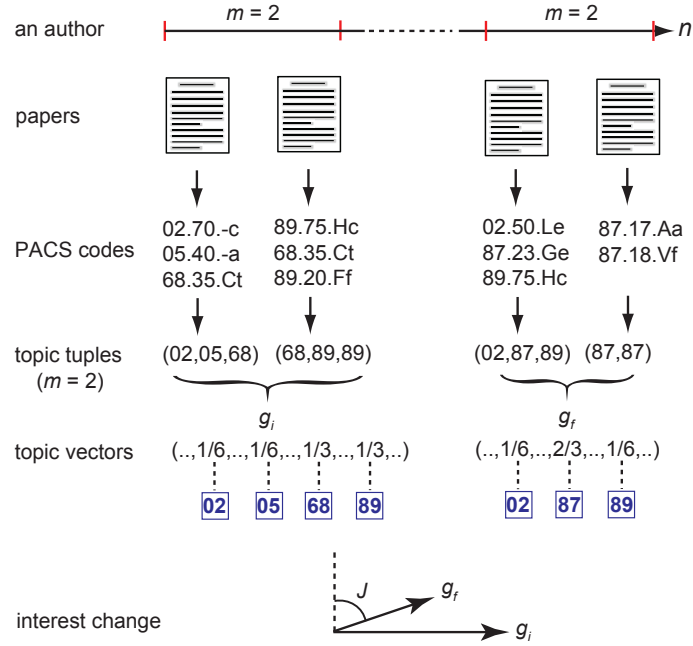 an author m = 2 m = 2 n
papers
PACS codes
02.70.-c 89.75.Hc 02.50.Le 87.17.Aa
05.40.-a 68.35.Ct 87.23.Ge 87.18.Vf
68.35.Ct 89.20.Ff 89.75.Hc
topic tuples (02,05,68) (68,89,89) (02,87,89) (87,87)
(m = 2)
g_i g_f
topic vectors (..,1/6,..,1/6,..,1/3,..,1/3,..) (..,1/6,..,2/3,..,1/6,..)
02 05 68 89 02 87 89
J g_f
interest change g_i